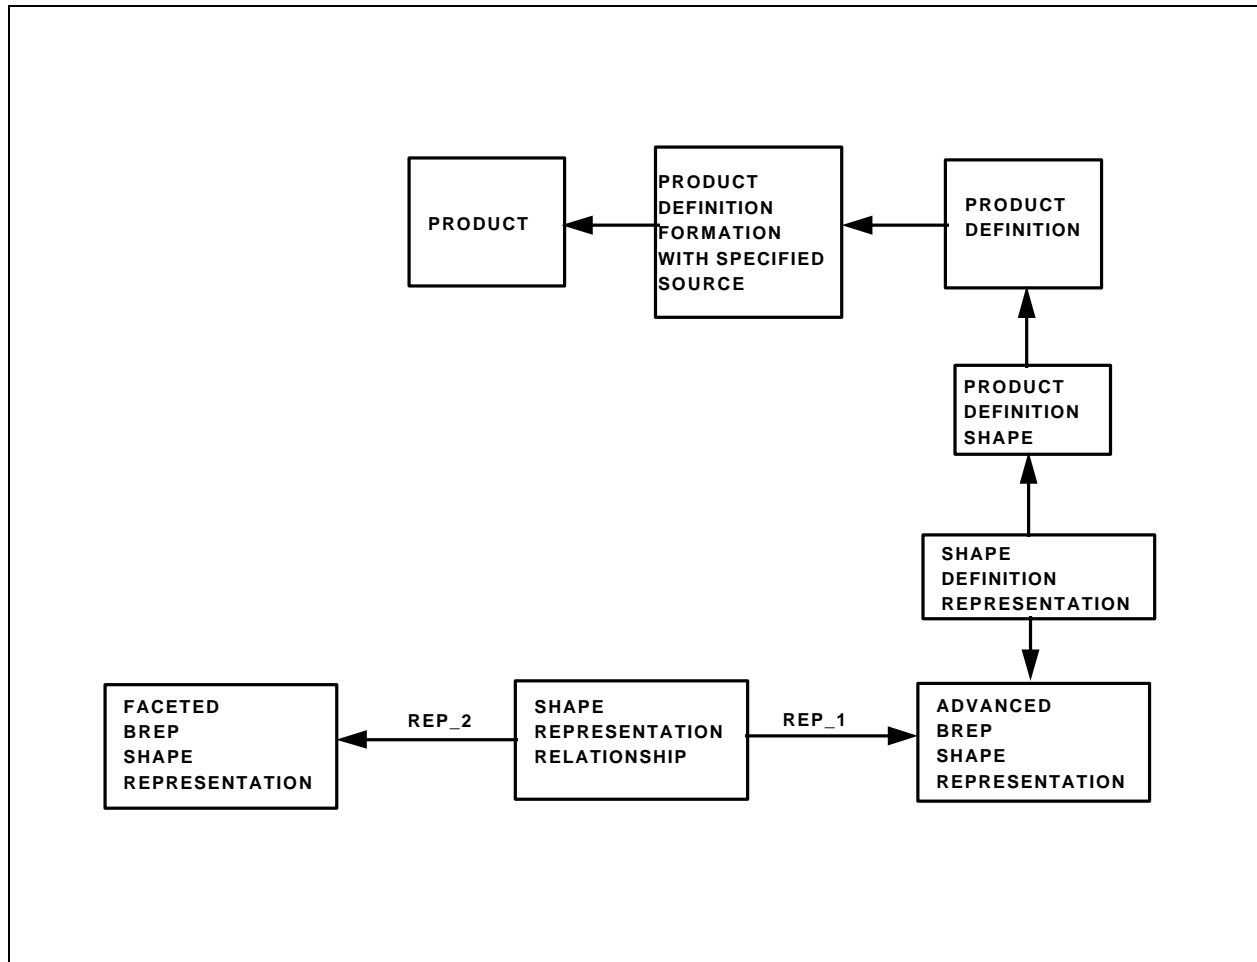 PRODUCT
PRODUCT
DEFINITION
FORMATION
WITH SPECIFIED
SOURCE
PRODUCT
DEFINITION
PRODUCT
DEFINITION
SHAPE
SHAPE
DEFINITION
REPRESENTATION
FACETED
BREP
SHAPE
REPRESENTATION
REP_2
SHAPE
REPRESENTATION
RELATIONSHIP
REP_1
ADVANCED
BREP
SHAPE
REPRESENTATION